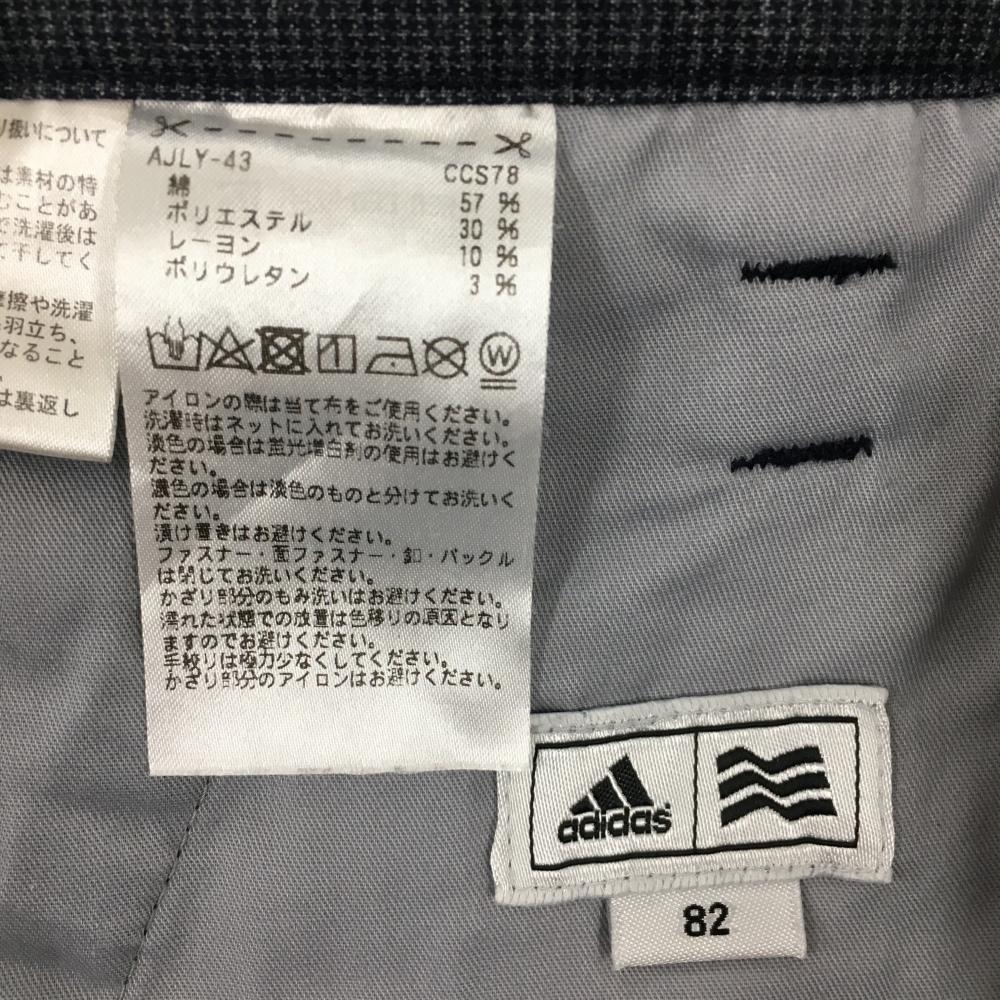 扱いについて
は素材の特
むことがあ
で洗濯後は
て干してく
摩擦や洗濯
羽立ち、
なること
は裏返し
AJLY-43
CCS78
綿 57 %
ポリエステル 30 %
レーヨン 10 %
ポリウレタン 3 %
W
アイロンの際は当て布をご使用ください。
洗濯時はネットに入れてお洗いください。
淡色の場合は蛍光増白剤の使用はお避けく
ださい。
濃色の場合は淡色のものと分けてお洗いく
ださい。
漬け置きはお避けください。
ファスナー・面ファスナー・釦・バックル
は閉じてお洗いください。
かざり部分のもみ洗いはお避けください。
濡れた状態での放置は色移りの原因となり
ますのでお避けください。
手絞りは極力少なくしてください。
かざり部分のアイロンはお避けください。
adidas
82